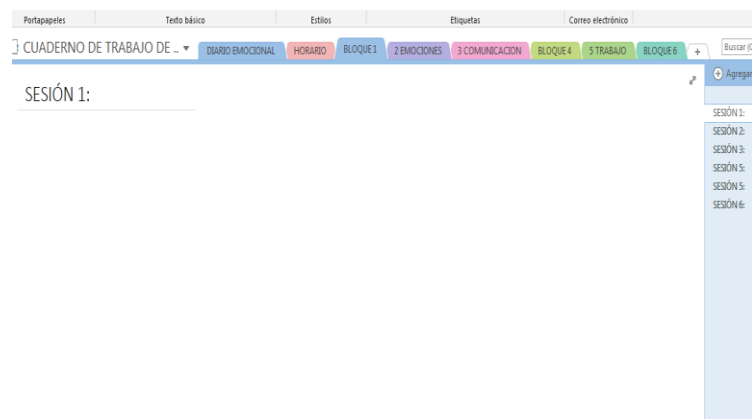 Portapapeles Texto básico Estilos Etiquetas Correo electrónico
CUADERNO DE TRABAJO DE ... DIARIO EMOCIONAL HORARIO BLOQUE 1 2 EMOCIONES 3 COMUNICACION BLOQUE 4 5 TRABAJO BLOQUE 6 + Buscar (C
Agregar
SESIÓN 1:
SESIÓN 1:
SESIÓN 2:
SESIÓN 3:
SESIÓN 5:
SESIÓN 5:
SESIÓN 6: